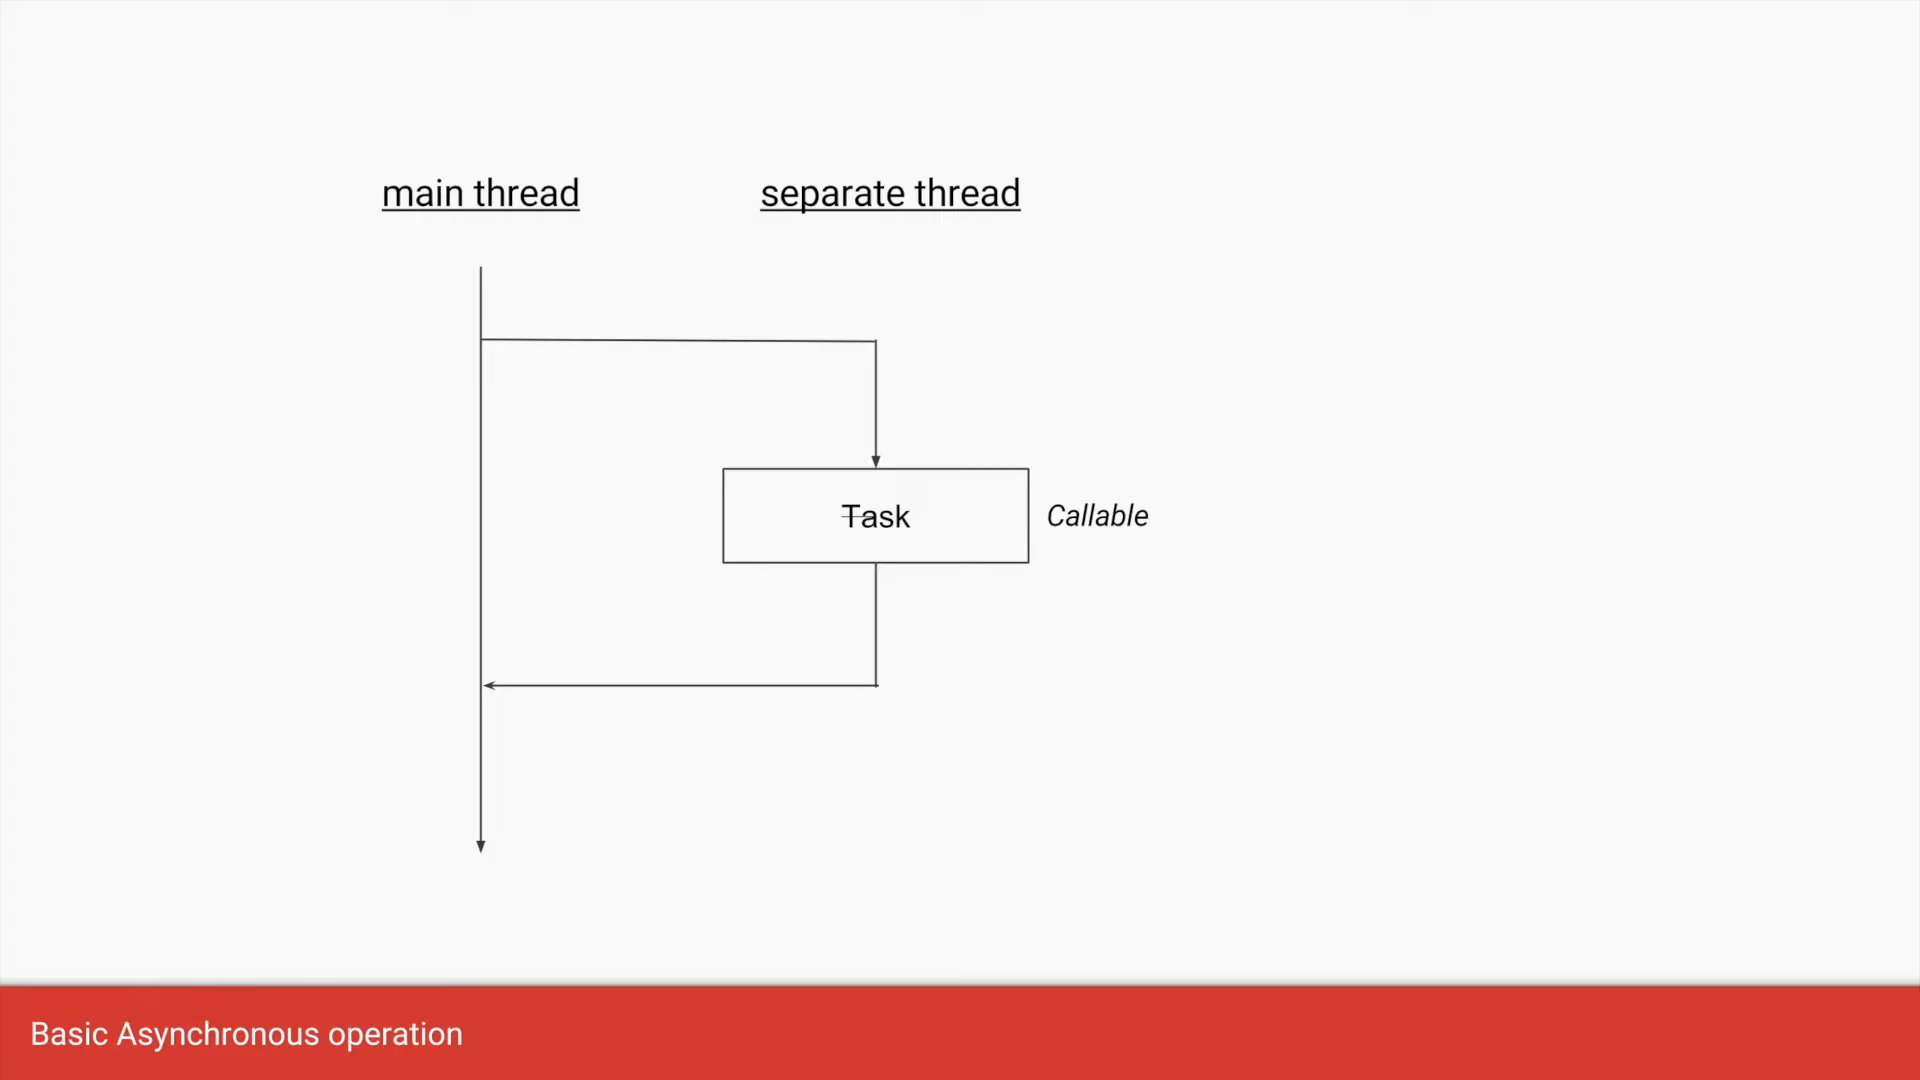 main thread
separate thread
Task
Callable
Basic Asynchronous operation